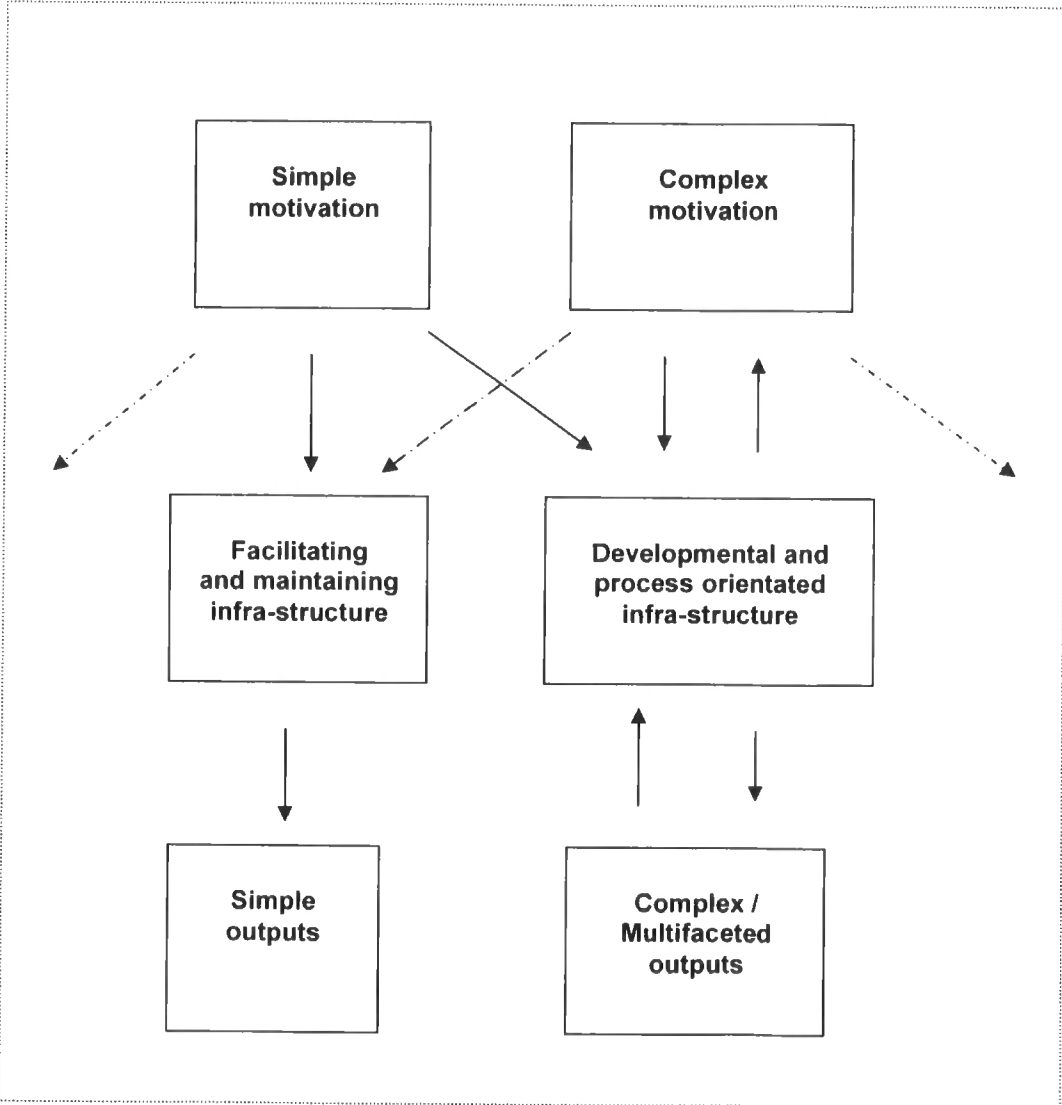 Simple
motivation
Complex
motivation
Facilitating
and maintaining
infra-structure
Developmental and
process orientated
infra-structure
Simple
outputs
Complex /
Multifaceted
outputs